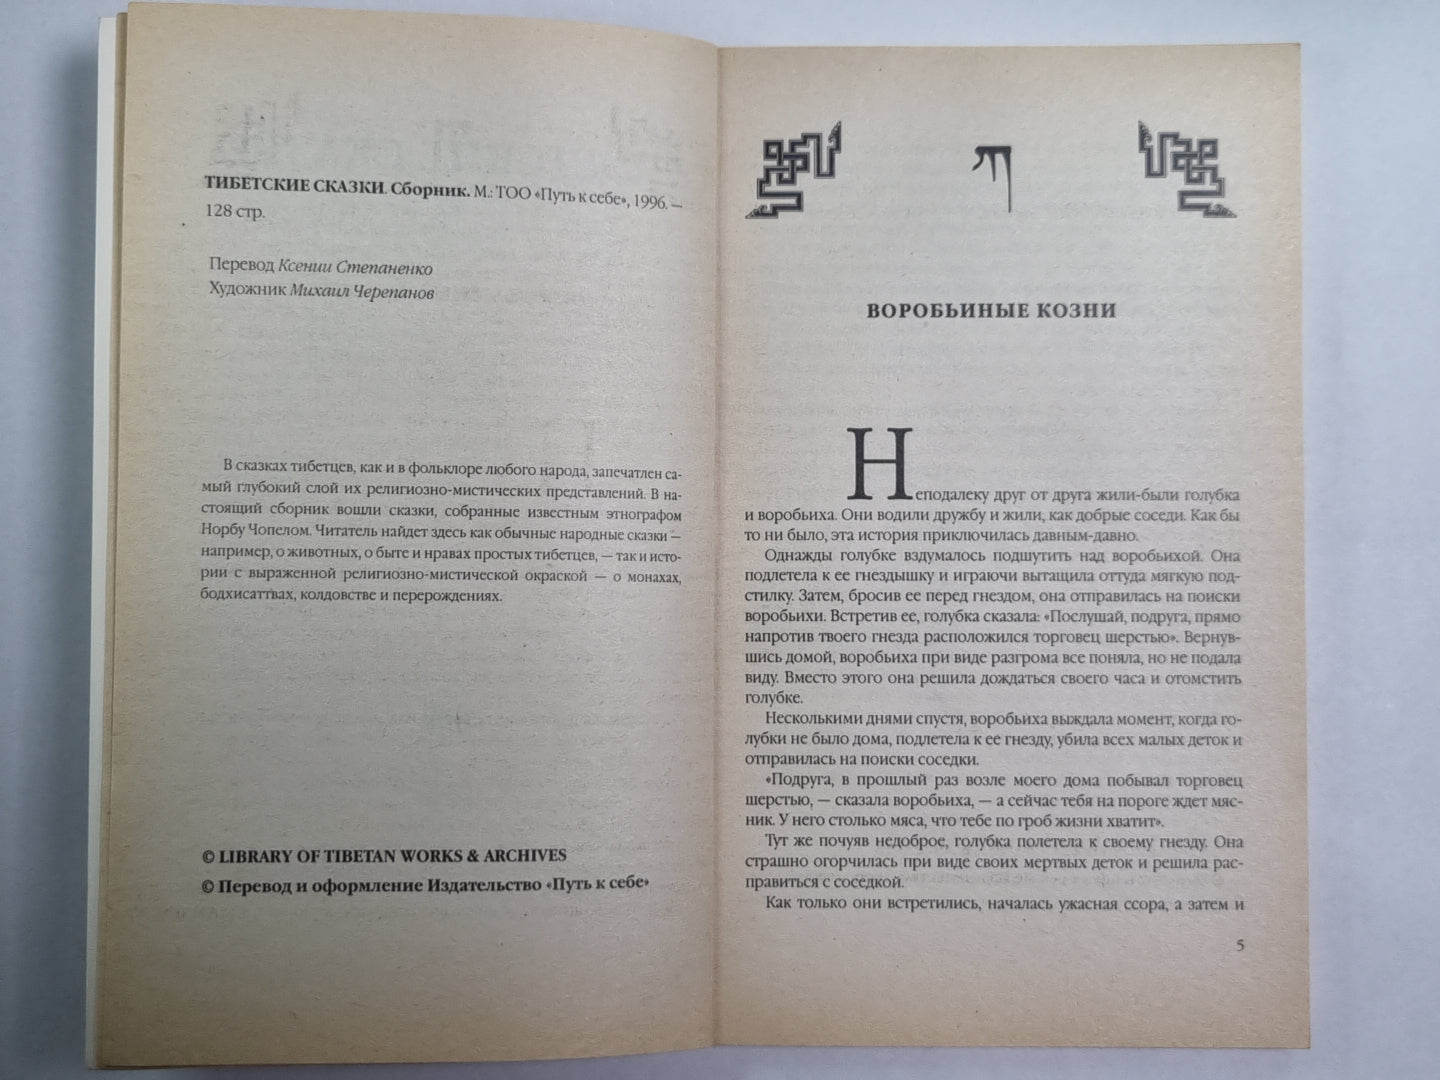 ТИБЕТСКИЕ СКАЗКИ. Сборник. М.: ТОО «Путь к себе», 1996. —
128 стр.
Перевод Ксении Степаненко
Художник Михаил Черепанов
В сказках тибетцев, как и в фольклоре любого народа, запечатлен са-
мый глубокий слой их религиозно-мистических представлений. В на-
стоящий сборник вошли сказки, собранные известным этнографом
Норбу Чопелом. Читатель найдет здесь как обычные народные сказки —
например, о животных, о быте и нравах простых тибетцев, — так и исто-
рии с выраженной религиозно-мистической окраской — о монахах,
бодхисаттвах, колдовстве и перерождениях.
© LIBRARY OF TIBETAN WORKS & ARCHIVES
© Перевод и оформление Издательство «Путь к себе»
ཀ
ВОРОБЬИНЫЕ КОЗНИ
Неподалеку друг от друга жили-были голубка
и воробьиха. Они водили дружбу и жили, как добрые соседи. Как бы
то ни было, эта история приключилась давным-давно.
Однажды голубке вздумалось подшутить над воробьихой. Она
подлетела к ее гнездышку и играючи вытащила оттуда мягкую под-
стилку. Затем, бросив ее перед гнездом, она отправилась на поиски
воробьихи. Встретив ее, голубка сказала: «Послушай, подруга, прямо
напротив твоего гнезда расположился торговец шерстью». Вернув-
шись домой, воробьиха при виде разгрома все поняла, но не подала
виду. Вместо этого она решила дождаться своего часа и отомстить
голубке.
Несколькими днями спустя, воробьиха выждала момент, когда го-
лубки не было дома, подлетела к ее гнезду, убила всех малых деток и
отправилась на поиски соседки.
«Подруга, в прошлый раз возле моего дома побывал торговец
шерстью, — сказала воробьиха, — а сейчас тебя на пороге ждет мяс-
ник. У него столько мяса, что тебе по гроб жизни хватит».
Тут же почуяв недоброе, голубка полетела к своему гнезду. Она
страшно огорчилась при виде своих мертвых деток и решила рас-
правиться с соседкой.
Как только они встретились, началась ужасная ссора, а затем и
5